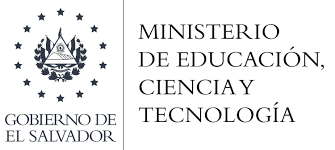 GOBIERNO DE
EL SALVADOR
MINISTERIO
DE EDUCACIÓN,
CIENCIA Y
TECNOLOGÍA